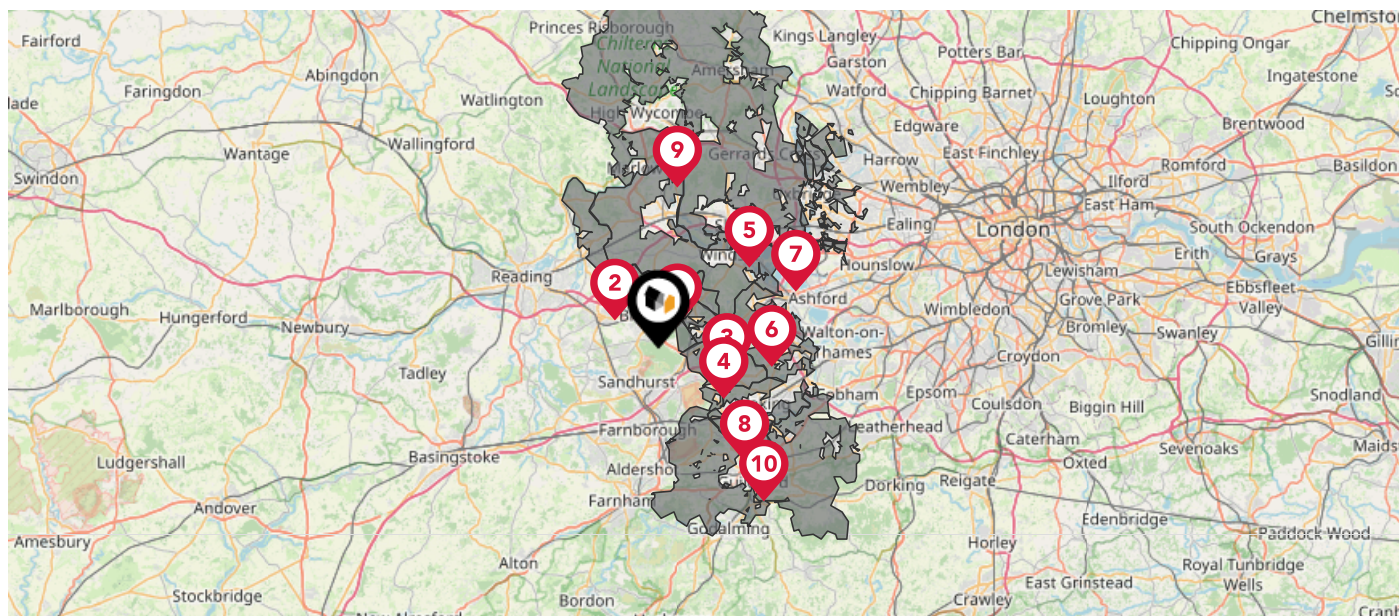 Chelmsfo
Princes Risborough
Kings Langley
Fairford
Chiltern
Potters Bar
Chipping Ongar
Abingdon
Garston
National
Amersham
Ingatestone
Faringdon
Landscape
Watford
Chipping Barnet
Watlington
Loughton
lade
High Wycombe
Brentwood
Edgware
Wallingford
Wantage
9
Gerrards Cross
Harrow
East Finchley
Romford
Basildon
Swindon
Wembley
Ilford
East Ham
Ealing
London
South Ockendon
5
7
Erith
Grays
Reading
Hounslow
Lewisham
2
Ashford
Grove Park
Ebbsfleet
Valley
Marlborough
Hungerford
Wimbledon
Newbury
Bromley
Swanley
6
3
Walton-on-
Thames
4
Croydon
Gillin
Tadley
Sandhurst
Epsom
Coulsdon
Biggin Hill
Snodland
8
Leatherhead
Farnborough
Caterham
Sevenoaks
Maids
Basingstoke
Ludgershall
10
Oxted
Aldersho
Dorking
Reigate
Farnham
Andover
Godalming
Edenbridge
Paddock Wood
Amesbury
Horley
Alton
Royal Tunbridge
Wells
East Grinstead
Stockbridge
Bordon
Crawley